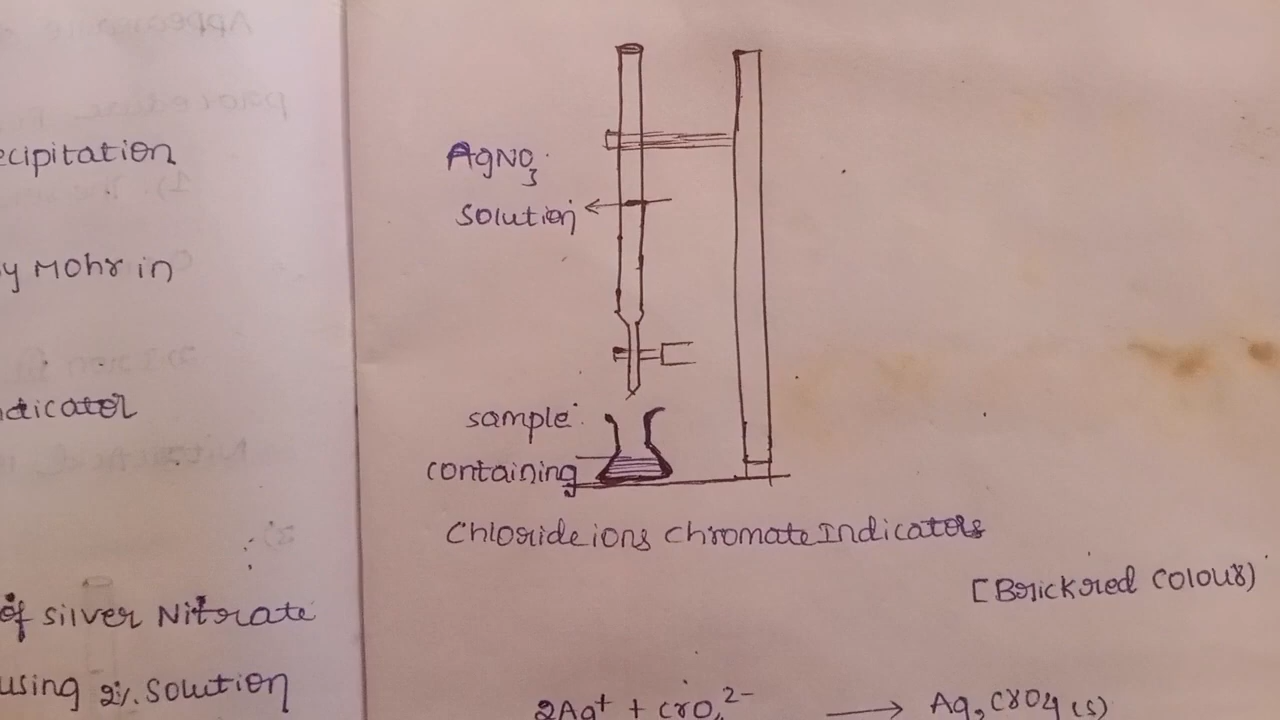 ecipitation
y Mohr in
ndicator
of silver Nitrate
using 2%. Solution
AgNO3
Solution
sample
containing
Chloride ions chromate Indicators
[Brickred colour)
2Ag+ + CrO4 2- → Ag2CrO4 (s)